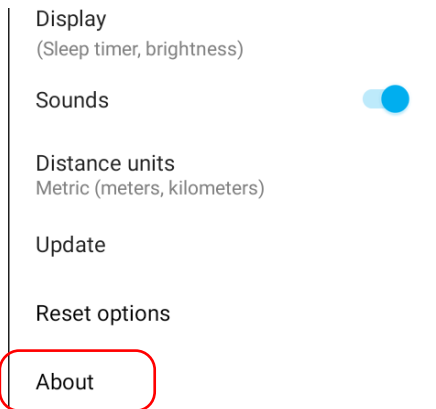 Display
(Sleep timer, brightness)
Sounds
Distance units
Metric (meters, kilometers)
Update
Reset options
About